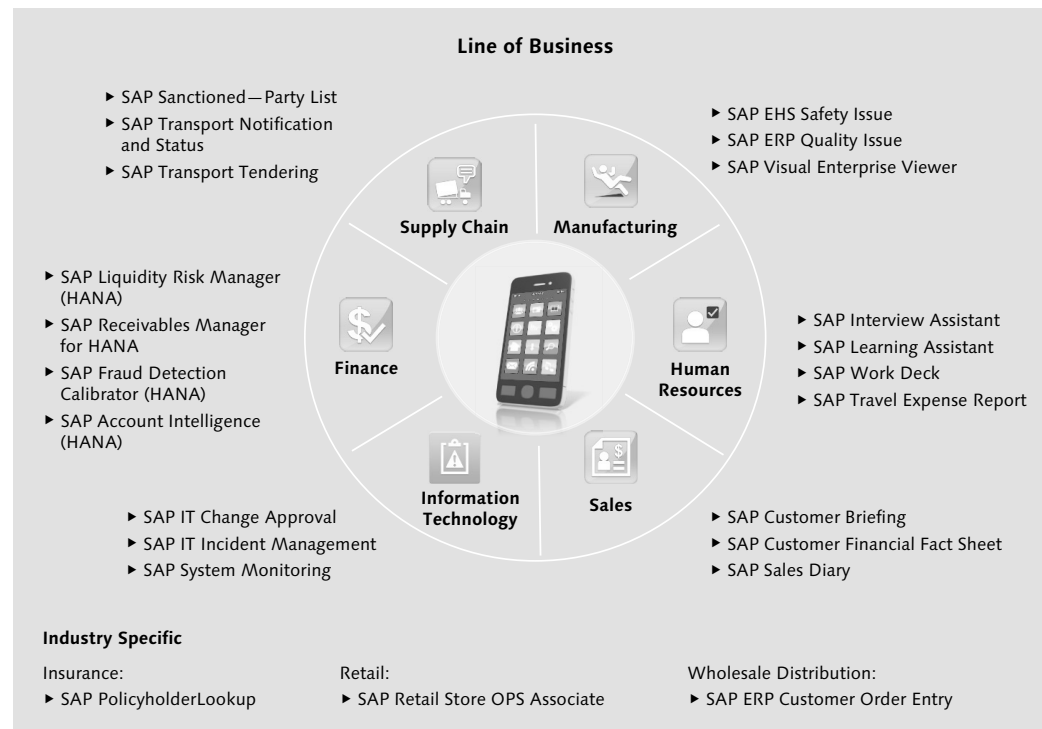 Line of Business
▸ SAP Sanctioned—Party List
▸ SAP Transport Notification
and Status
▸ SAP Transport Tendering
▸ SAP EHS Safety Issue
▸ SAP ERP Quality Issue
▸ SAP Visual Enterprise Viewer
Supply Chain
Manufacturing
▸ SAP Liquidity Risk Manager
(HANA)
▸ SAP Receivables Manager
for HANA
▸ SAP Fraud Detection
Calibrator (HANA)
▸ SAP Account Intelligence
(HANA)
Finance
Human
Resources
▸ SAP Interview Assistant
▸ SAP Learning Assistant
▸ SAP Work Deck
▸ SAP Travel Expense Report
Information
Technology
Sales
▸ SAP IT Change Approval
▸ SAP IT Incident Management
▸ SAP System Monitoring
▸ SAP Customer Briefing
▸ SAP Customer Financial Fact Sheet
▸ SAP Sales Diary
Industry Specific
Insurance:
▸ SAP PolicyholderLookup
Retail:
▸ SAP Retail Store OPS Associate
Wholesale Distribution:
▸ SAP ERP Customer Order Entry